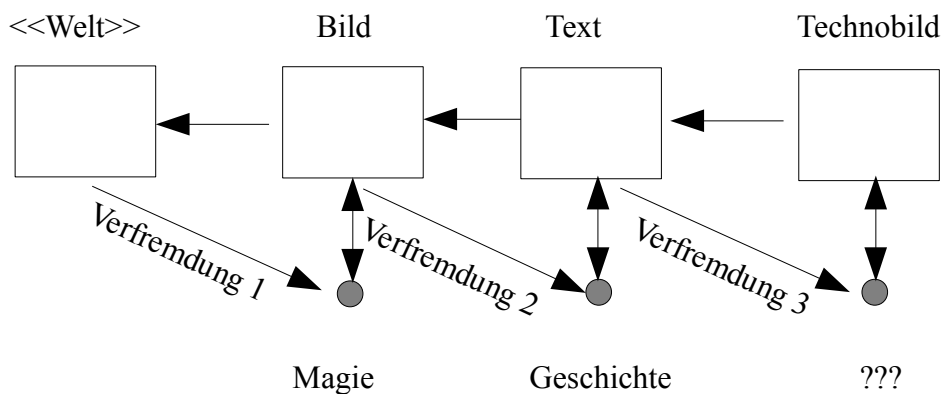 <<Welt>> Bild Text Technobild
Verfremdung 1 Verfremdung 2 Verfremdung 3
Magie Geschichte ???